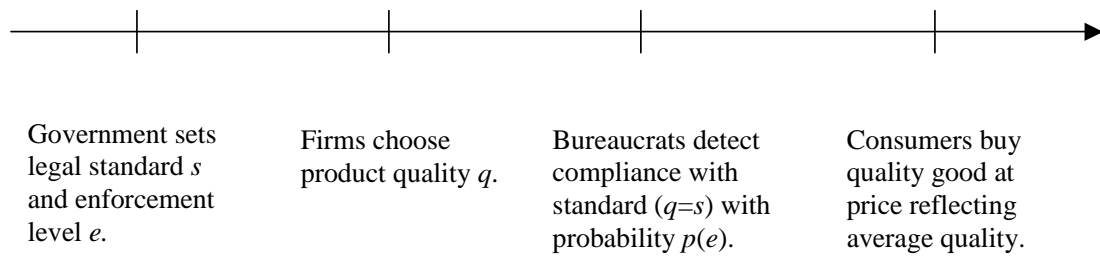 Government sets
legal standard s
and enforcement
level e.
Firms choose
product quality q.
Bureaucrats detect
compliance with
standard (q=s) with
probability p(e).
Consumers buy
quality good at
price reflecting
average quality.